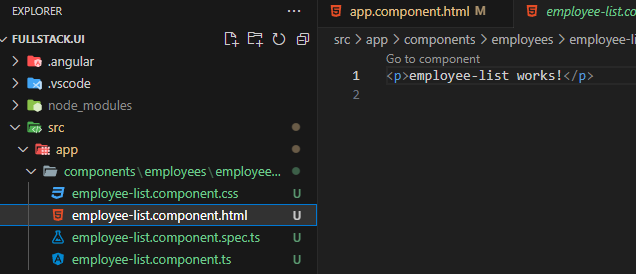 EXPLORER
FULLSTACK.UI
.angular
.vscode
node_modules
src
app
components\employees\employee...
employee-list.component.css U
employee-list.component.html U
employee-list.component.spec.ts U
employee-list.component.ts U
app.component.html M
employee-list.co
src > app > components > employees > employee-li
Go to component
1 <p>employee-list works!</p>
2